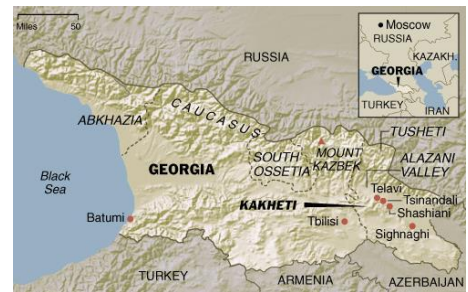 Miles
50
Moscow
RUSSIA
KAZAKH.
GEORGIA
TURKEY
IRAN
RUSSIA
CAUCASUS
ABKHAZIA
TUSHETI
SOUTH
OSSETIA
MOUNT
KAZBEK
ALAZANI
VALLEY
GEORGIA
Black
Sea
Telavi
Tsinandali
KAKHETI
Shashiani
Batumi
Tbilisi
Sighnaghi
TURKEY
ARMENIA
AZERBAIJAN